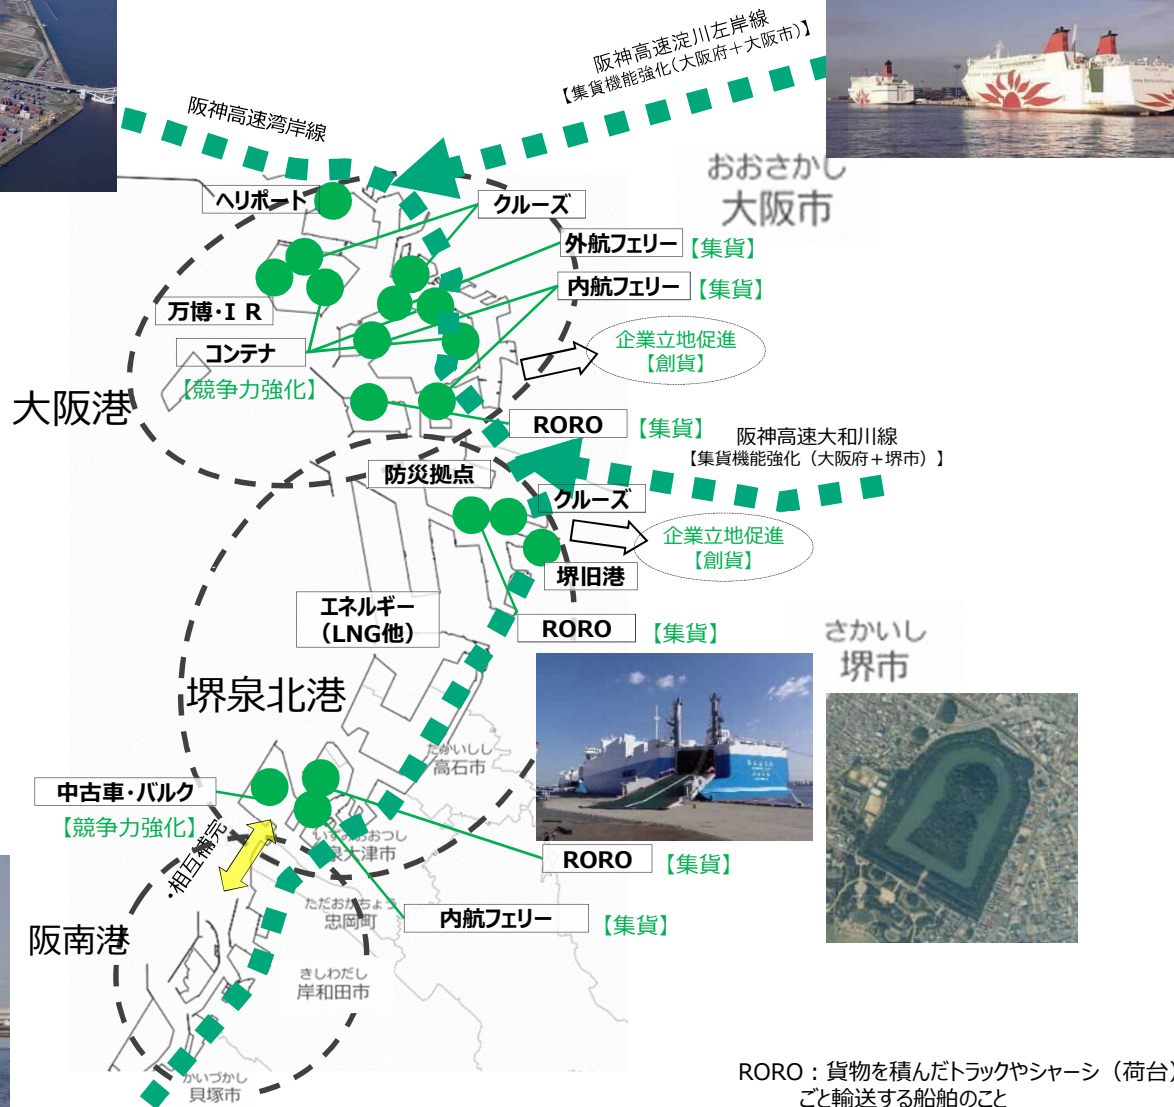 阪神高速淀川左岸線
【集貨機能強化（大阪府＋大阪市）】
阪神高速湾岸線
おおさかし
大阪市
ヘリポート
クルーズ
外航フェリー
【集貨】
内航フェリー
【集貨】
万博・ＩＲ
コンテナ
【競争力強化】
企業立地促進
【創貨】
大阪港
RORO
【集貨】
阪神高速大和川線
【集貨機能強化（大阪府＋堺市）】
防災拠点
クルーズ
企業立地促進
【創貨】
堺旧港
エネルギー
（LNG他）
RORO
【集貨】
さかいし
堺市
堺泉北港
たかいしし
高石市
中古車・バルク
【競争力強化】
・相互補完
いずみおおつし
泉大津市
RORO
【集貨】
ただおかちょう
忠岡町
内航フェリー
【集貨】
阪南港
きしわだし
岸和田市
かいづかし
貝塚市
RORO：貨物を積んだトラックやシャーシ（荷台）
ごと輸送する船舶のこと